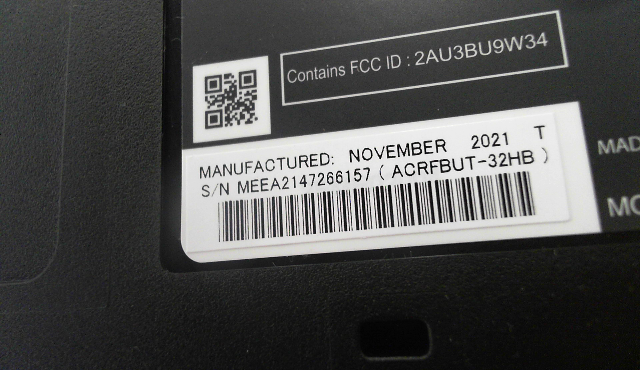 Contains FCC ID : 2AU3BU9W34
MANUFACTURED: NOVEMBER 2021 T
S/N MEEA2147266157 ( ACRFBUT-32HB )